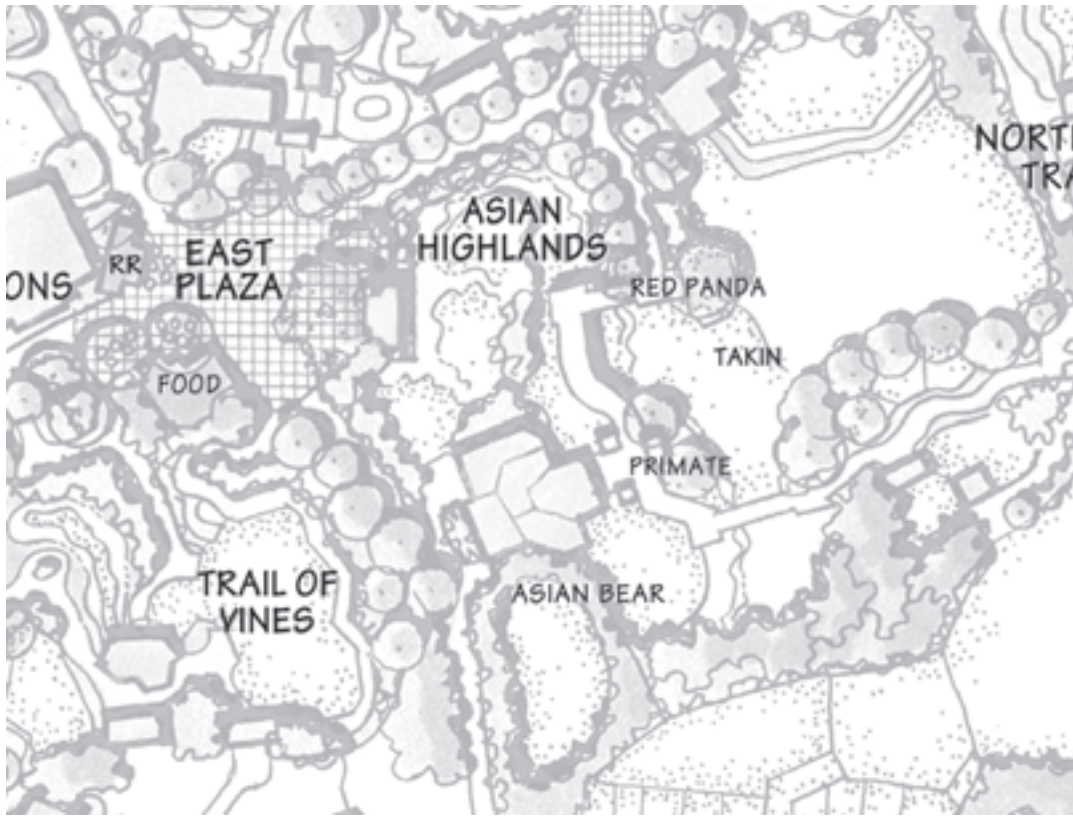 NORT
TRA
ASIAN
HIGHLANDS
EAST
PLAZA
RR
ONS
RED PANDA
TAKIN
FOOD
PRIMATE
TRAIL OF
VINES
ASIAN BEAR